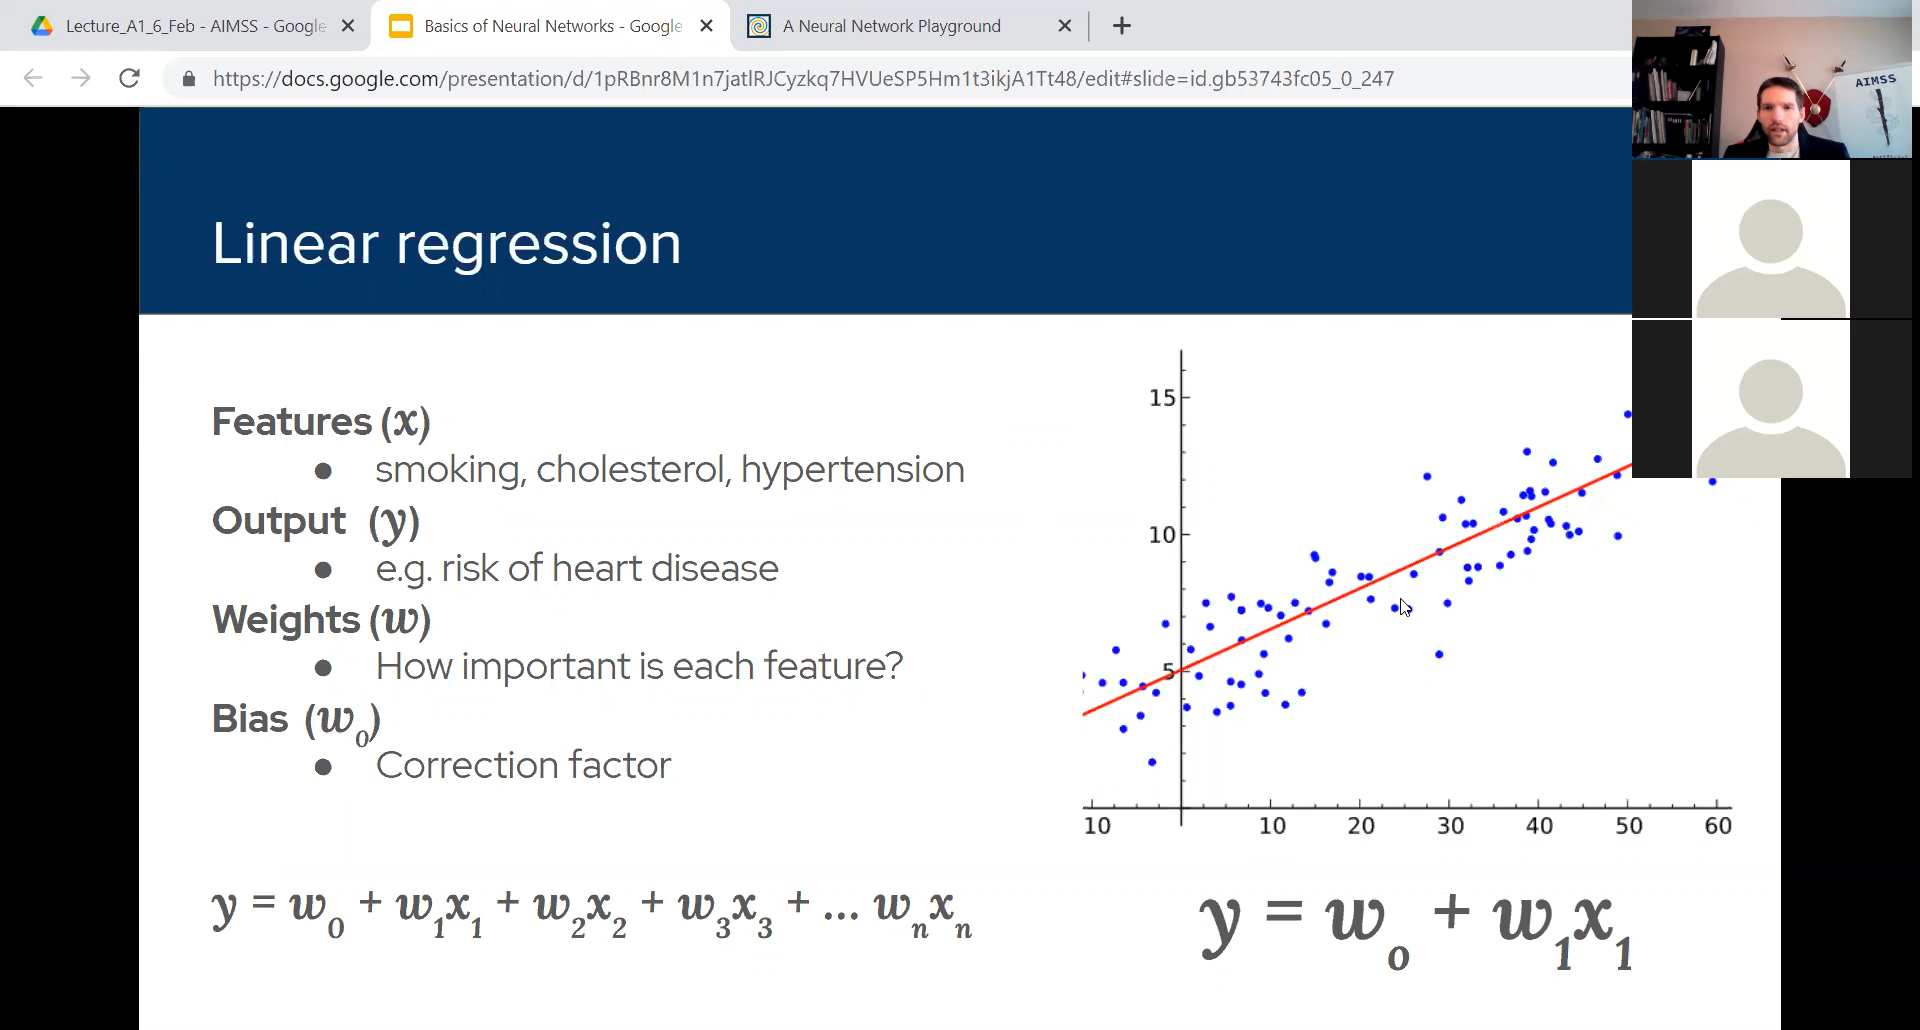 Lecture_A1_6_Feb - AIMSS - Google
Basics of Neural Networks - Google
A Neural Network Playground
https://docs.google.com/presentation/d/1pRBnr8M1n7jatlRJCyzkq7HVUeSP5Hm1t3ikjA1Tt48/edit#slide=id.gb53743fc05_0_247
AIMSS
Linear regression
Features (x)
● smoking, cholesterol, hypertension
Output (y)
● e.g. risk of heart disease
Weights (w)
● How important is each feature?
Bias (w₀)
● Correction factor
y = w₀ + w₁x₁ + w₂x₂ + w₃x₃ + ... wₙxₙ
15
10
5
10 10 20 30 40 50 60
y = w₀ + w₁x₁